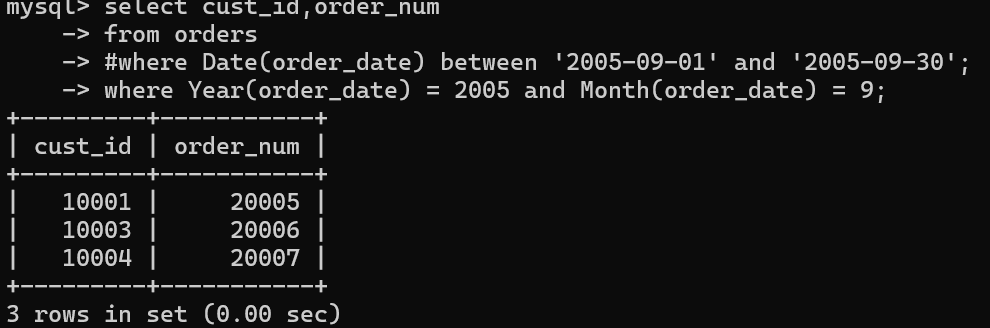 mysql> select cust_id,order_num
    -> from orders
    -> #where Date(order_date) between '2005-09-01' and '2005-09-30';
    -> where Year(order_date) = 2005 and Month(order_date) = 9;
+---------+-----------+
| cust_id | order_num |
+---------+-----------+
|   10001 |     20005 |
|   10003 |     20006 |
|   10004 |     20007 |
+---------+-----------+
3 rows in set (0.00 sec)